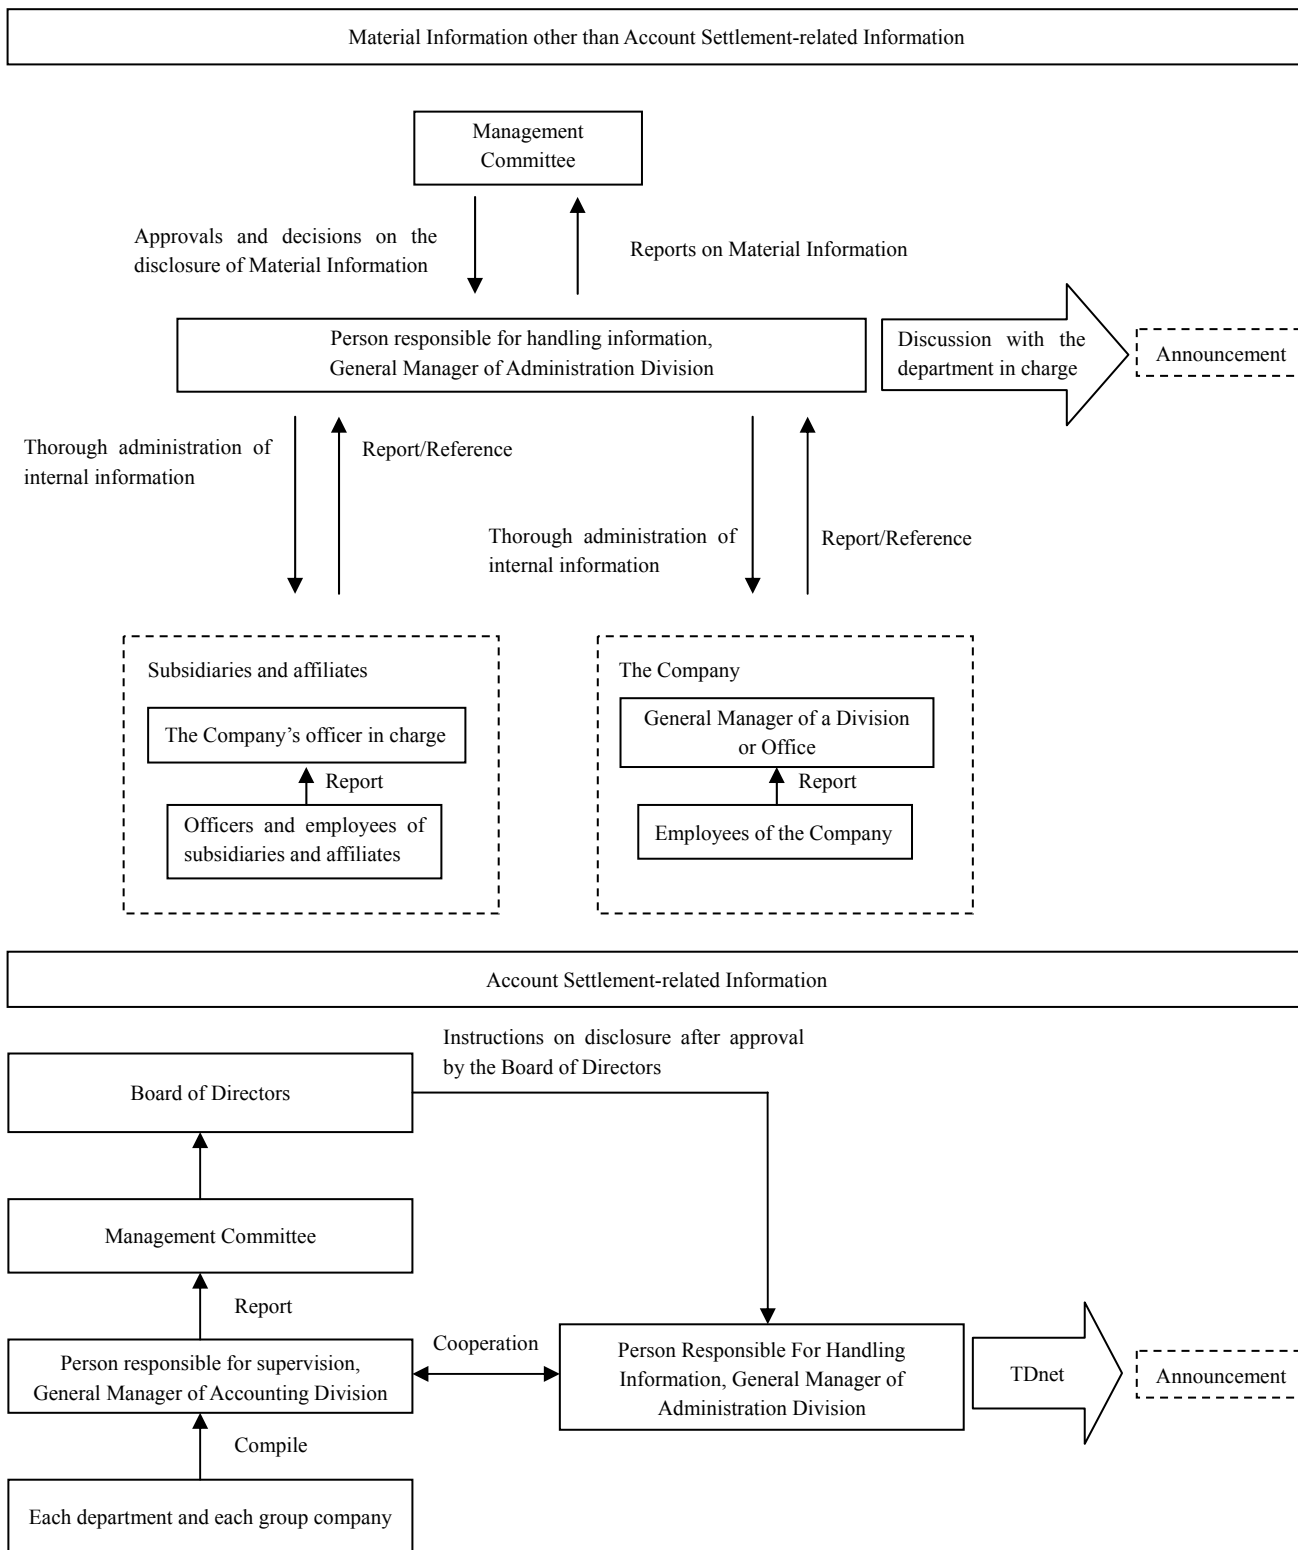 Material Information other than Account Settlement-related Information
Management
Committee
Approvals and decisions on the
disclosure of Material Information
Reports on Material Information
Person responsible for handling information,
General Manager of Administration Division
Discussion with the
department in charge
Announcement
Thorough administration of
internal information
Report/Reference
Thorough administration of
internal information
Report/Reference
Subsidiaries and affiliates
The Company’s officer in charge
Report
Officers and employees of
subsidiaries and affiliates
The Company
General Manager of a Division
or Office
Report
Employees of the Company
Account Settlement-related Information
Instructions on disclosure after approval
by the Board of Directors
Board of Directors
Management Committee
Report
Person responsible for supervision,
General Manager of Accounting Division
Cooperation
Person Responsible For Handling
Information, General Manager of
Administration Division
TDnet
Announcement
Compile
Each department and each group company